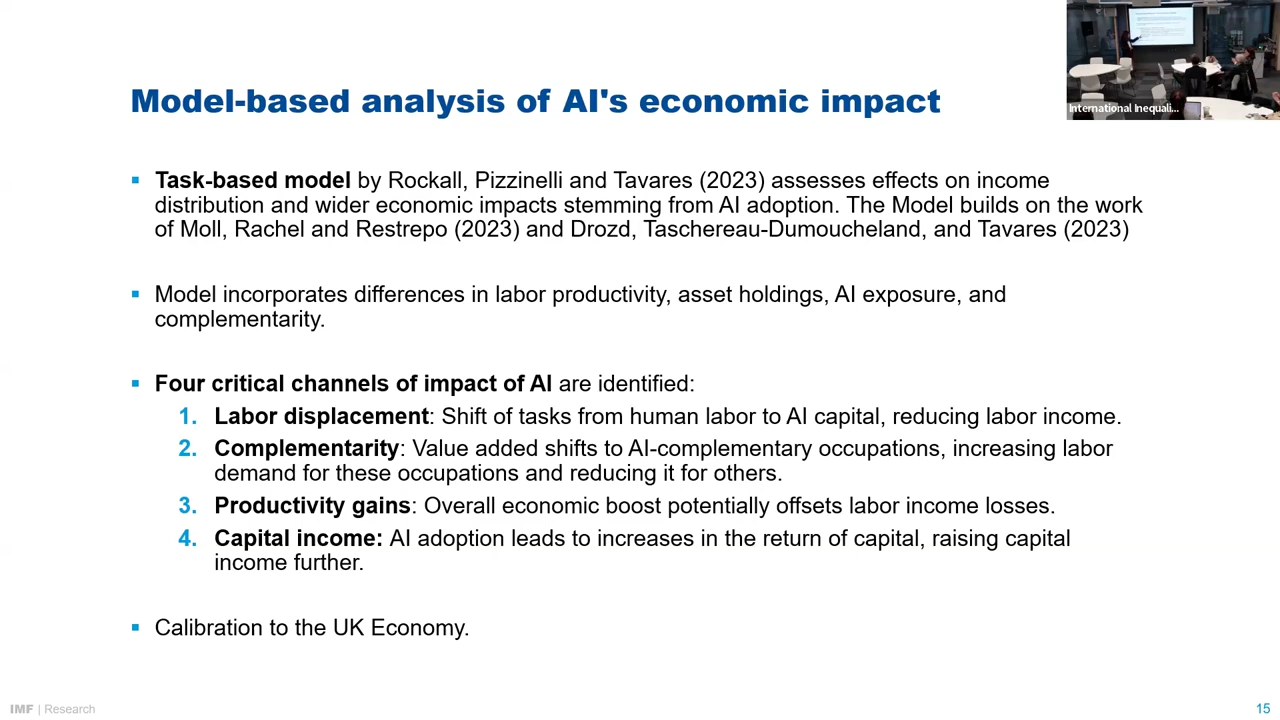 International Inequali...
Model-based analysis of AI's economic impact
Task-based model by Rockall, Pizzinelli and Tavares (2023) assesses effects on income
distribution and wider economic impacts stemming from AI adoption. The Model builds on the work
of Moll, Rachel and Restrepo (2023) and Drozd, Taschereau-Dumoucheland, and Tavares (2023)
Model incorporates differences in labor productivity, asset holdings, AI exposure, and
complementarity.
Four critical channels of impact of AI are identified:
1. Labor displacement: Shift of tasks from human labor to AI capital, reducing labor income.
2. Complementarity: Value added shifts to AI-complementary occupations, increasing labor
demand for these occupations and reducing it for others.
3. Productivity gains: Overall economic boost potentially offsets labor income losses.
4. Capital income: AI adoption leads to increases in the return of capital, raising capital
income further.
Calibration to the UK Economy.
IMF | Research
15